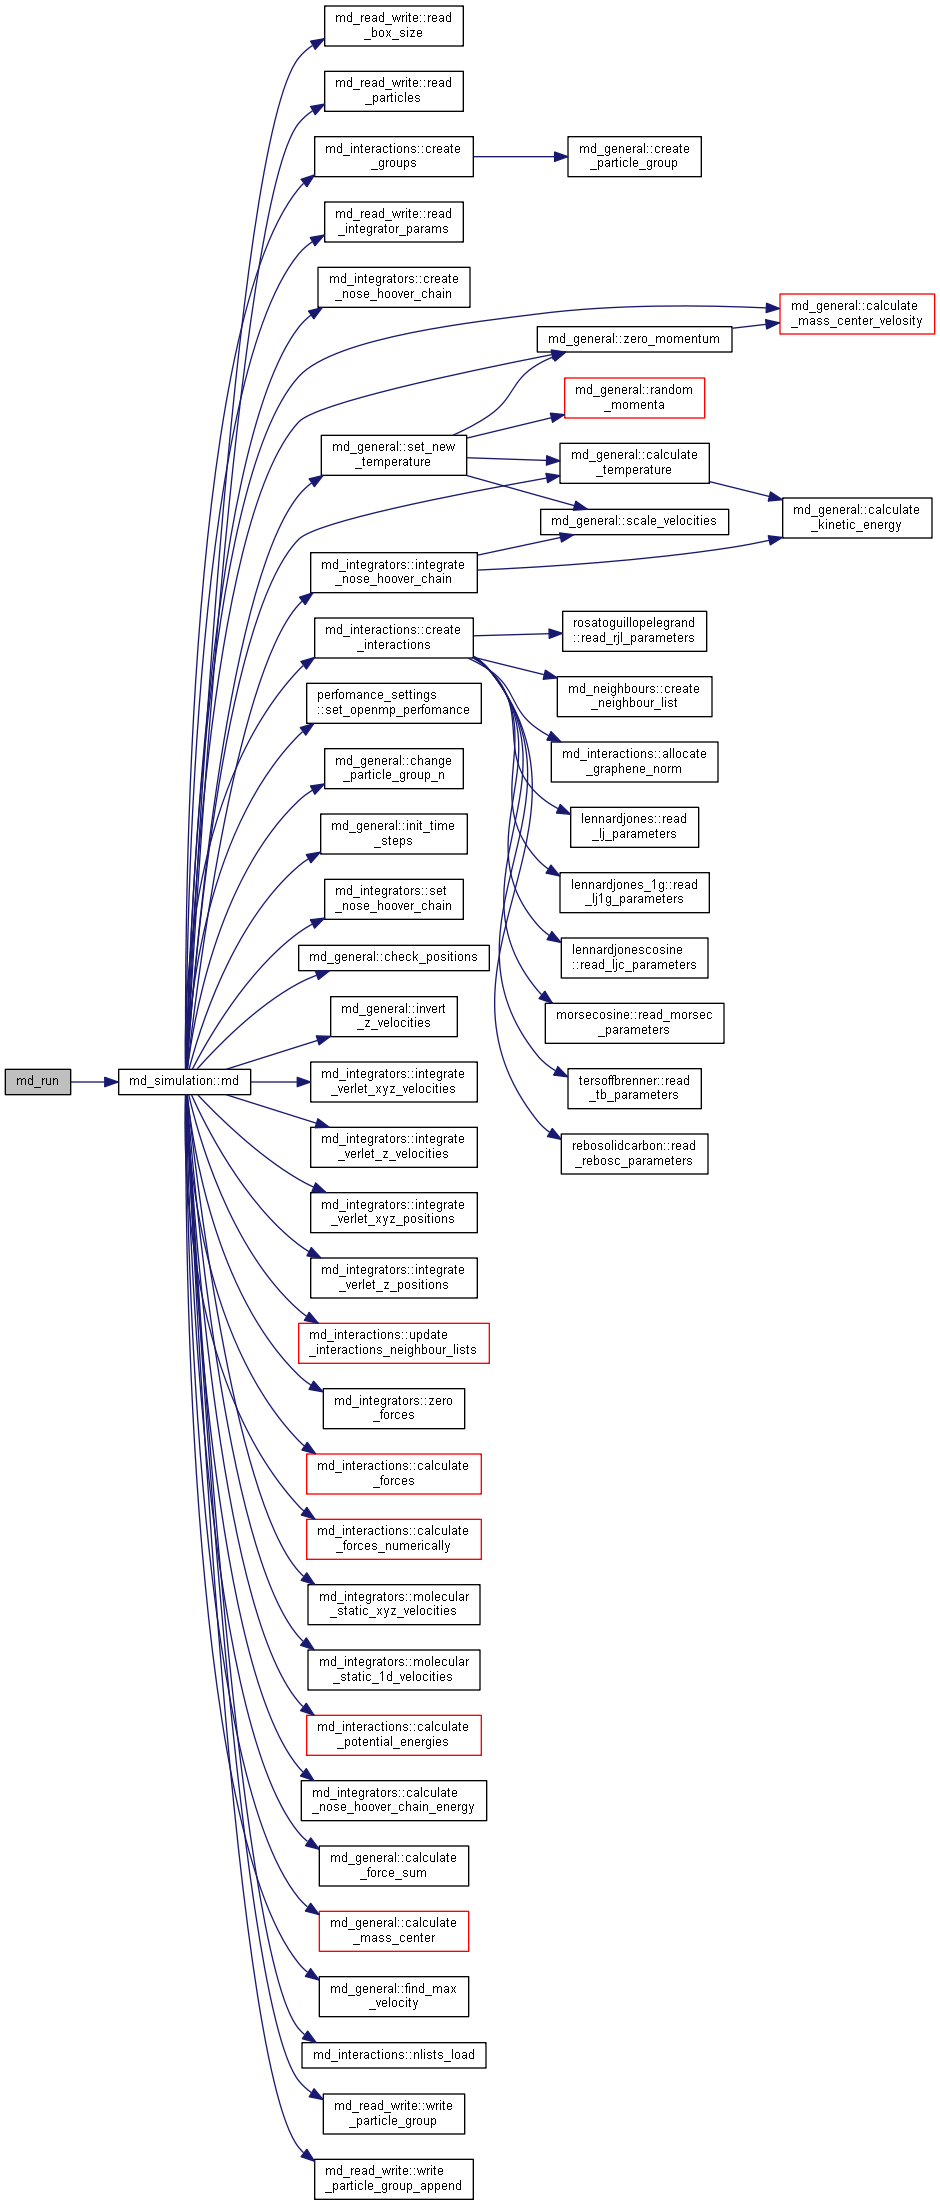 md_run
md_simulation::md
md_read_write::read
_box_size
md_read_write::read
_particles
md_interactions::create
_groups
md_general::create
_particle_group
md_read_write::read
_integrator_params
md_integrators::create
_nose_hoover_chain
md_general::calculate
_mass_center_velosity
md_general::zero_momentum
md_general::random
_momenta
md_general::set_new
_temperature
md_general::calculate
_temperature
md_general::scale_velocities
md_general::calculate
_kinetic_energy
md_integrators::integrate
_nose_hoover_chain
md_interactions::create
_interactions
rosatoguillopelegrand
::read_rjl_parameters
md_neighbours::create
_neighbour_list
md_interactions::allocate
_graphene_norm
lennardjones::read
_lj_parameters
lennardjones_1g::read
_lj1g_parameters
lennardjonescosine
::read_ljc_parameters
morsecosine::read_morsec
_parameters
tersoffbrenner::read
_tb_parameters
rebosolidcarbon::read
_rebosc_parameters
perfomance_settings
::set_openmp_perfomance
md_general::change
_particle_group_n
md_general::init_time
_steps
md_integrators::set
_nose_hoover_chain
md_general::check_positions
md_general::invert
_z_velocities
md_integrators::integrate
_verlet_xyz_velocities
md_integrators::integrate
_verlet_z_velocities
md_integrators::integrate
_verlet_xyz_positions
md_integrators::integrate
_verlet_z_positions
md_interactions::update
_interactions_neighbour_lists
md_integrators::zero
_forces
md_interactions::calculate
_forces
md_interactions::calculate
_forces_numerically
md_integrators::molecular
_static_xyz_velocities
md_integrators::molecular
_static_1d_velocities
md_interactions::calculate
_potential_energies
md_integrators::calculate
_nose_hoover_chain_energy
md_general::calculate
_force_sum
md_general::calculate
_mass_center
md_general::find_max
_velocity
md_interactions::nlists_load
md_read_write::write
_particle_group
md_read_write::write
_particle_group_append